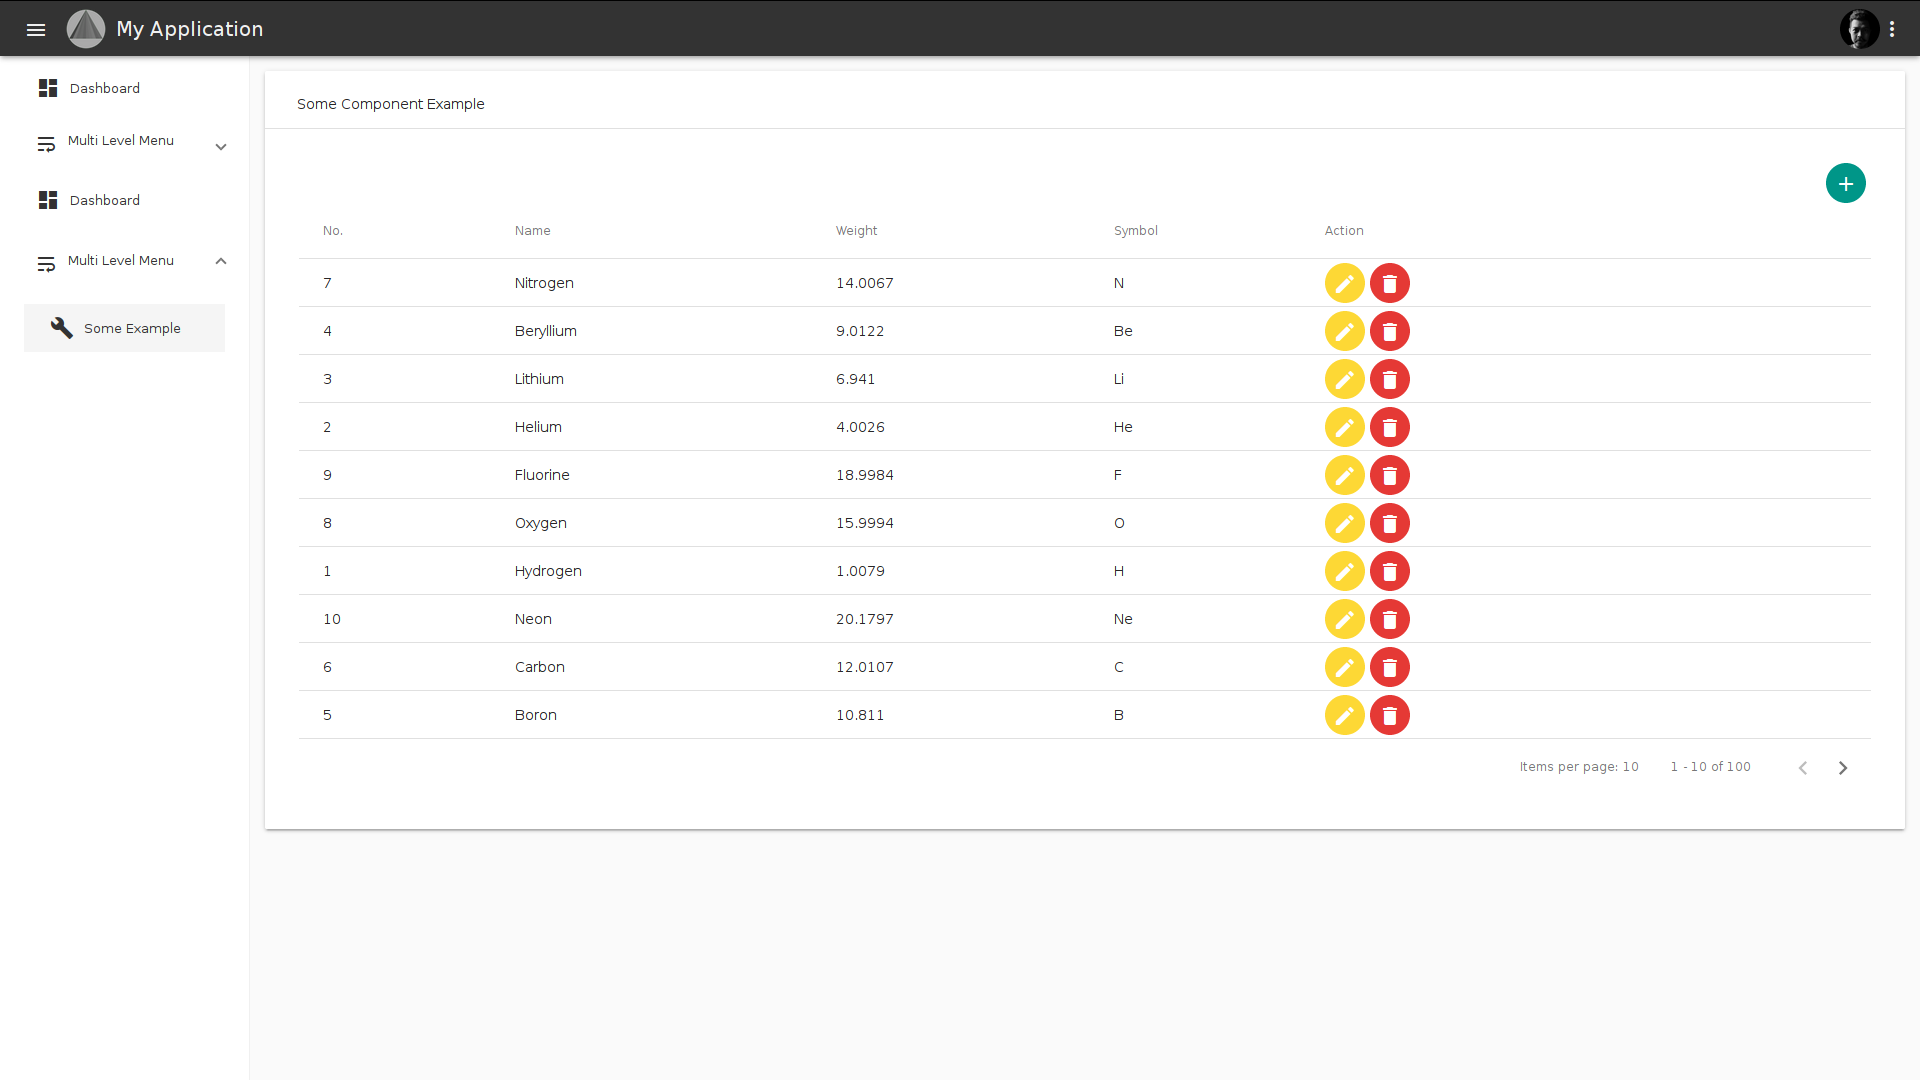 My Application
Dashboard
Multi Level Menu
Dashboard
Multi Level Menu
Some Example
Some Component Example
No. Name Weight Symbol Action
7 Nitrogen 14.0067 N
4 Beryllium 9.0122 Be
3 Lithium 6.941 Li
2 Helium 4.0026 He
9 Fluorine 18.9984 F
8 Oxygen 15.9994 O
1 Hydrogen 1.0079 H
10 Neon 20.1797 Ne
6 Carbon 12.0107 C
5 Boron 10.811 B
Items per page: 10 1 - 10 of 100